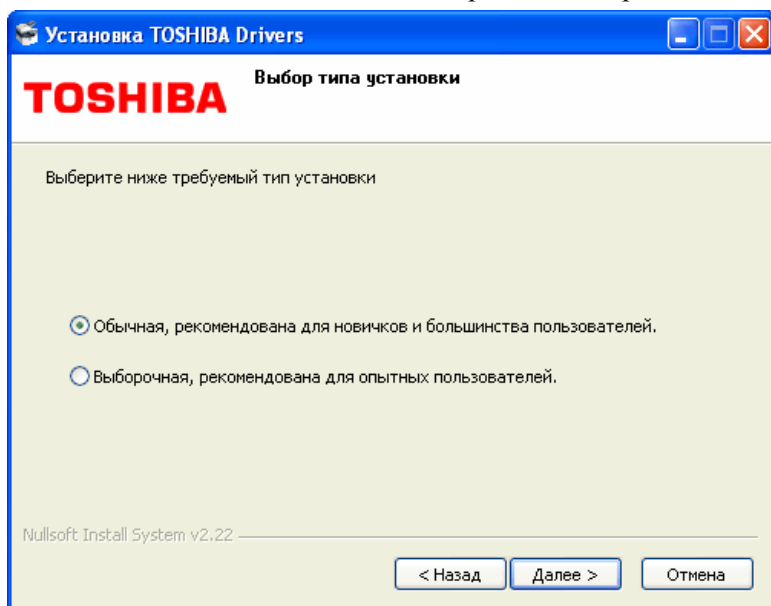 Установка TOSHIBA Drivers
TOSHIBA
Выбор типа установки
Выберите ниже требуемый тип установки
Обычная, рекомендована для новичков и большинства пользователей.
Выборочная, рекомендована для опытных пользователей.
Nullsoft Install System v2.22
< Назад
Далее >
Отмена